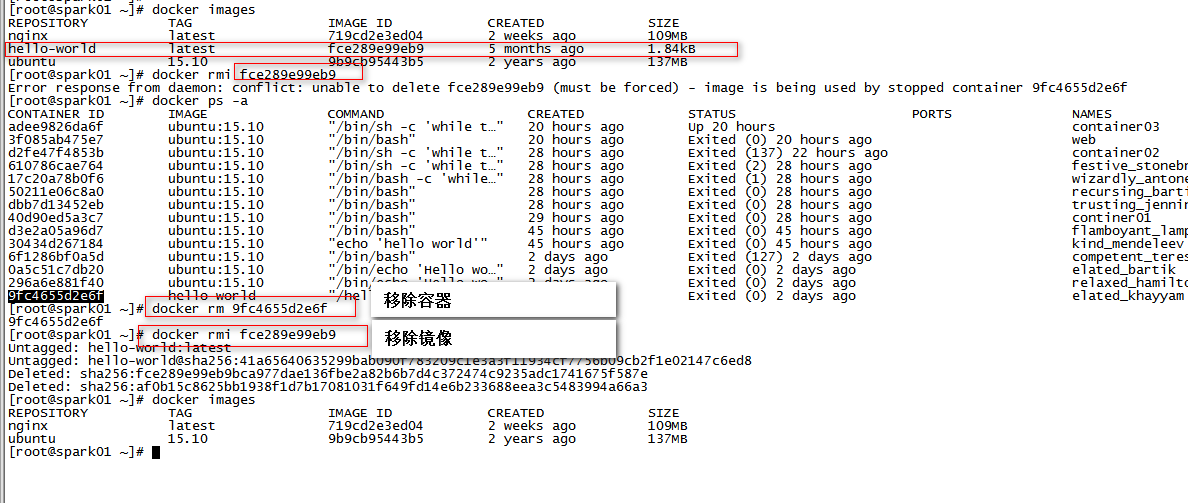 [root@spark01 ~]# docker images
REPOSITORY TAG IMAGE ID CREATED SIZE
nginx latest 719cd2e3ed04 2 weeks ago 109MB
hello-world latest fce289e99eb9 5 months ago 1.84kB
ubuntu 15.10 9b9cb95443b5 2 years ago 137MB
[root@spark01 ~]# docker rmi fce289e99eb9
Error response from daemon: conflict: unable to delete fce289e99eb9 (must be forced) - image is being used by stopped container 9fc4655d2e6f
[root@spark01 ~]# docker ps -a
CONTAINER ID IMAGE COMMAND CREATED STATUS PORTS NAMES
adee9826da6f ubuntu:15.10 "/bin/sh -c 'while t…" 20 hours ago Up 20 hours container03
3f085ab475e7 ubuntu:15.10 "/bin/bash" 20 hours ago Exited (0) 20 hours ago web
d2fe47f4853b ubuntu:15.10 "/bin/sh -c 'while t…" 28 hours ago Exited (137) 22 hours ago container02
610786cae764 ubuntu:15.10 "/bin/sh -c 'while t…" 28 hours ago Exited (2) 28 hours ago festive_stonebr
17c20a78b0f6 ubuntu:15.10 "/bin/bash -c 'while…" 28 hours ago Exited (1) 28 hours ago wizardly_antone
50211e06c8a0 ubuntu:15.10 "/bin/bash" 28 hours ago Exited (0) 28 hours ago recursing_barti
dbb7d13452eb ubuntu:15.10 "/bin/bash" 28 hours ago Exited (0) 28 hours ago trusting_jennin
40d90ed5a3c7 ubuntu:15.10 "/bin/bash" 29 hours ago Exited (0) 28 hours ago continer01
d3e2a05a96d7 ubuntu:15.10 "/bin/bash" 45 hours ago Exited (0) 45 hours ago flamboyant_lamp
30434d267184 ubuntu:15.10 "echo 'hello world'" 45 hours ago Exited (0) 45 hours ago kind_mendeleev
6f1286bf0a5d ubuntu:15.10 "/bin/bash" 2 days ago Exited (127) 2 days ago competent_teres
0a5c51c7db20 ubuntu:15.10 "/bin/echo 'Hello wo…" 2 days ago Exited (0) 2 days ago elated_bartik
296a6e881f40 ubuntu:15.10 "/bin/echo 'Hello wo…" 2 days ago Exited (0) 2 days ago relaxed_hamilto
9fc4655d2e6f hello-world "/hel 2 days ago Exited (0) 2 days ago elated_khayyam
[root@spark01 ~]# docker rm 9fc4655d2e6f 移除容器
9fc4655d2e6f
[root@spark01 ~]# docker rmi fce289e99eb9 移除镜像
Untagged: hello-world:latest
Untagged: hello-world@sha256:41a65640635299bab090f783209c1e3a3f11934cf7756b09cb2f1e02147c6ed8
Deleted: sha256:fce289e99eb9bca977dae136fbe2a82b6b7d4c372474c9235adc1741675f587e
Deleted: sha256:af0b15c8625bb1938f1d7b17081031f649fd14e6b233688eea3c5483994a66a3
[root@spark01 ~]# docker images
REPOSITORY TAG IMAGE ID CREATED SIZE
nginx latest 719cd2e3ed04 2 weeks ago 109MB
ubuntu 15.10 9b9cb95443b5 2 years ago 137MB
[root@spark01 ~]#